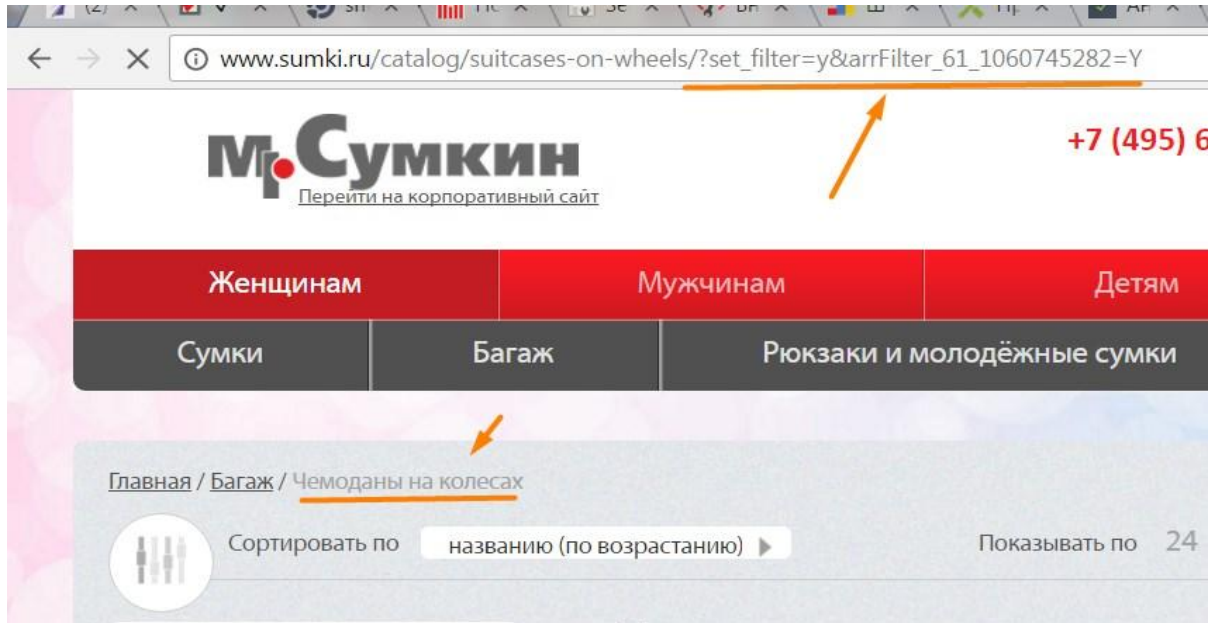 www.sumki.ru/catalog/suitcases-on-wheels/?set_filter=y&arrFilter_61_1060745282=Y
Мр.Сумкин
+7 (495) 6
Перейти на корпоративный сайт
Женщинам Мужчинам Детям
Сумки Багаж Рюкзаки и молодёжные сумки
Главная / Багаж / Чемоданы на колесах
Сортировать по названию (по возрастанию) Показывать по 24